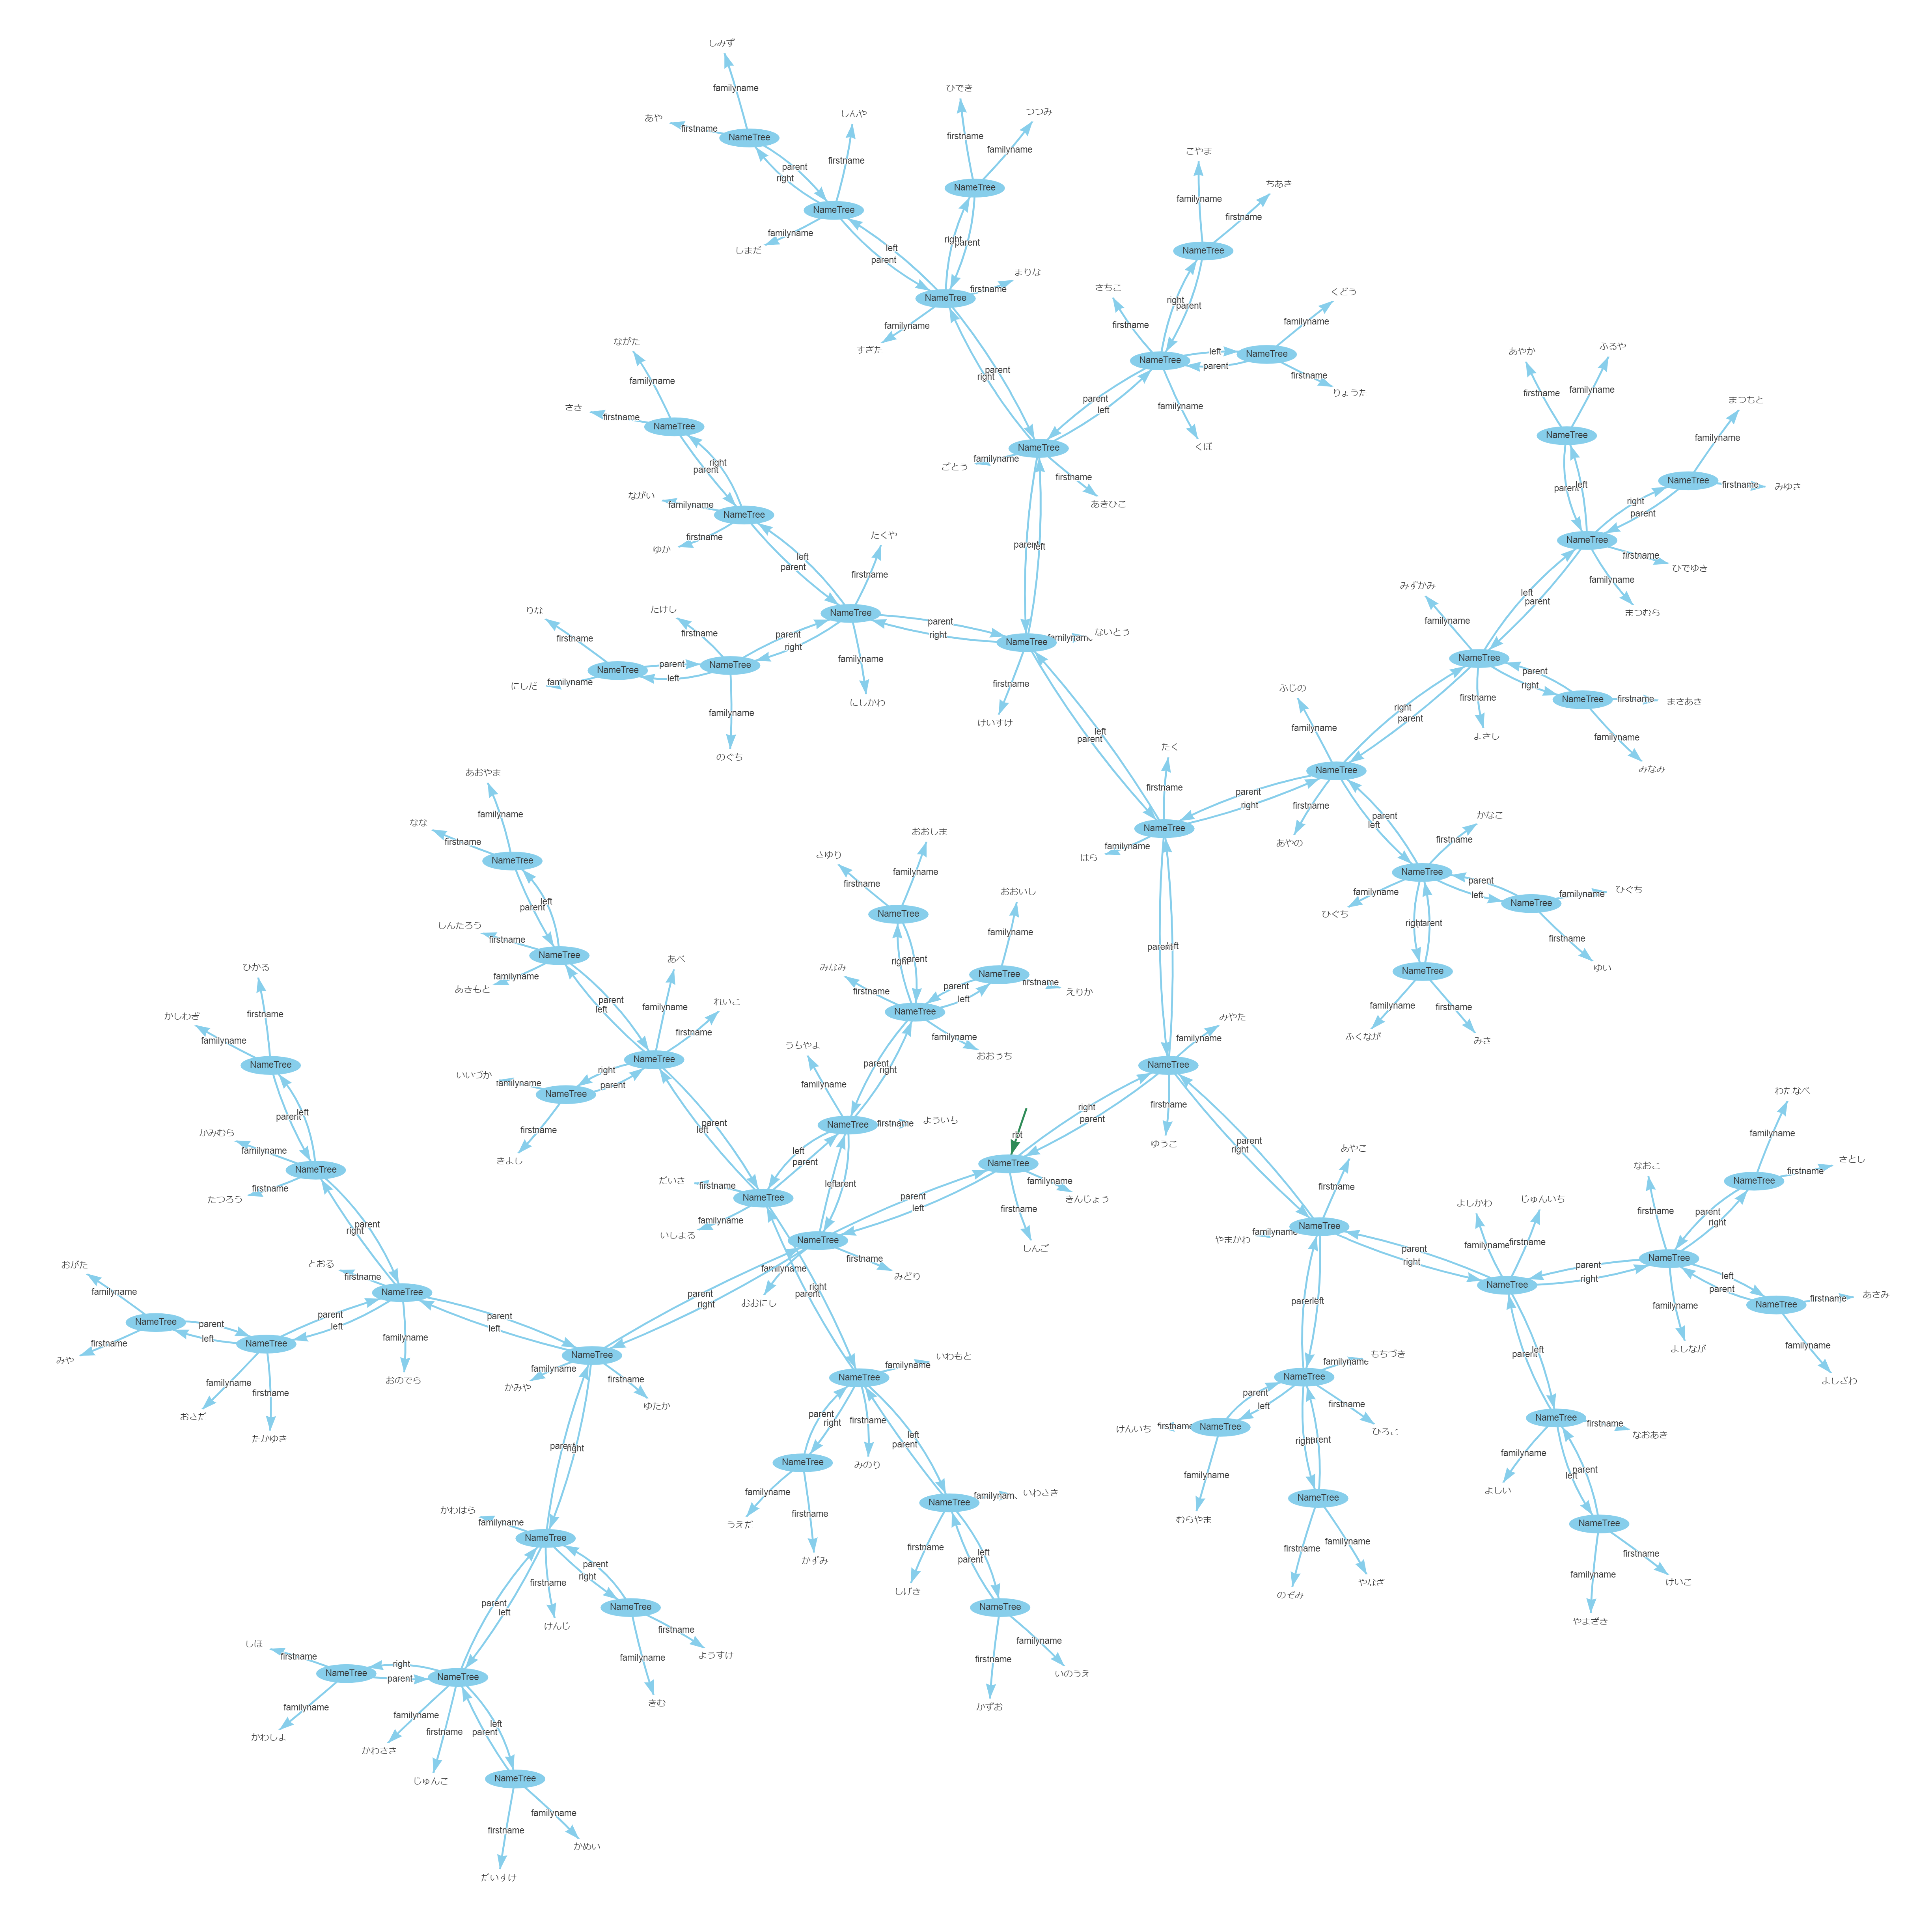 しみず
familyname
あや
firstname
NameTree
parent
right
しんや
firstname
NameTree
familyname
しまだ
left
parent
ひでき
つつみ
firstname
familyname
NameTree
right
parent
NameTree
firstname
まりな
familyname
すぎた
parent
right
こやま
ちあき
familyname
firstname
NameTree
right
parent
さちこ
firstname
くどう
familyname
NameTree
left
parent
NameTree
firstname
りょうた
familyname
くぼ
parent
left
NameTree
familyname
ごとう
firstname
あきひこ
parent
left
ながた
familyname
さき
firstname
NameTree
right
parent
ながい
familyname
NameTree
firstname
ゆか
left
parent
たくや
firstname
NameTree
familyname
にしかわ
parent
right
りな
firstname
たけし
firstname
parent
right
NameTree
parent
left
NameTree
familyname
にしだ
familyname
のぐち
NameTree
familyname
ないとう
firstname
けいすけ
left
parent
あやか
ふるや
firstname
familyname
NameTree
まつもと
familyname
NameTree
firstname
みゆき
parent
left
right
parent
NameTree
firstname
ひでゆき
familyname
まつむら
left
parent
みずかみ
familyname
NameTree
parent
right
NameTree
firstname
まさあき
firstname
まさし
familyname
みなみ
ふじの
familyname
right
parent
NameTree
firstname
あやの
parent
right
たく
firstname
NameTree
familyname
はら
parent
left
かなこ
firstname
NameTree
familyname
ひぐち
parent
left
NameTree
familyname
ひぐち
firstname
ゆい
right
parent
NameTree
familyname
ふくなが
firstname
みき
parent
left
あおやま
familyname
なな
firstname
NameTree
parent
left
しんたろう
firstname
NameTree
familyname
あきもと
parent
left
あべ
familyname
れいこ
firstname
NameTree
right
parent
いいづか
familyname
NameTree
firstname
きよし
parent
left
さゆり
firstname
おおしま
familyname
NameTree
right
parent
おおいし
familyname
NameTree
firstname
えりか
みなみ
firstname
parent
left
NameTree
familyname
おおうち
parent
right
うちやま
familyname
NameTree
firstname
よういち
left
parent
だいき
firstname
NameTree
familyname
いしまる
left
parent
みやた
familyname
NameTree
firstname
ゆうこ
right
parent
rbt
NameTree
familyname
きんじょう
firstname
しんご
parent
left
NameTree
firstname
みどり
familyname
おおにし
right
parent
parent
right
ひかる
firstname
かしわぎ
familyname
NameTree
parent
left
かみむら
familyname
NameTree
firstname
たつろう
parent
right
とおる
firstname
NameTree
familyname
おのでら
parent
left
おがた
familyname
NameTree
firstname
みや
parent
left
NameTree
familyname
おさだ
firstname
たかゆき
parent
left
NameTree
familyname
かみや
firstname
ゆたか
parent
right
いわもと
familyname
NameTree
parent
right
firstname
みのり
left
parent
NameTree
familyname
うえだ
firstname
かずみ
NameTree
いわさき
firstname
しげき
left
parent
NameTree
firstname
かずお
familyname
いのうえ
かわはら
familyname
NameTree
firstname
けんじ
parent
right
NameTree
firstname
ようすけ
familyname
きむ
parent
left
しほ
firstname
NameTree
right
parent
NameTree
familyname
かわしま
familyname
かわさき
firstname
じゅんこ
left
parent
NameTree
familyname
かめい
firstname
だいすけ
parent
right
あやこ
firstname
NameTree
familyname
やまかわ
parent
right
parent
left
もちづき
familyname
NameTree
parent
left
firstname
ひろこ
けんいち
firstname
NameTree
familyname
むらやま
right
parent
NameTree
firstname
のぞみ
familyname
やなぎ
よしかわ
familyname
じゅんいち
firstname
NameTree
parent
right
わたなべ
familyname
さとし
firstname
NameTree
なおこ
firstname
parent
right
NameTree
left
parent
NameTree
firstname
あさみ
familyname
よしざわ
familyname
よしなが
parent
left
NameTree
firstname
なおあき
familyname
よしい
parent
left
NameTree
firstname
けいこ
familyname
やまざき